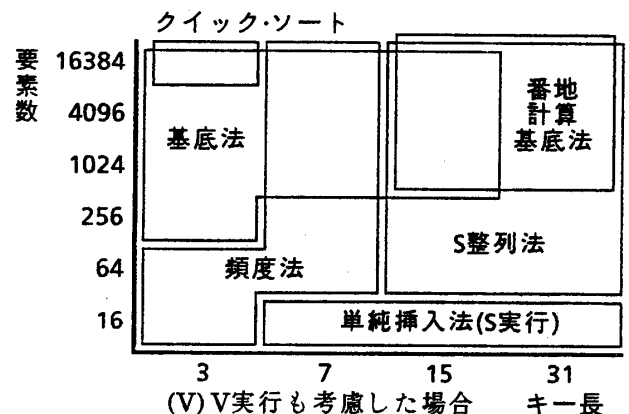 クイック・ソート
要素数
16384
4096
1024
256
64
16
基底法
番地
計算
基底法
S整列法
頻度法
単純挿入法(S実行)
3 7 15 31
(V) V実行も考慮した場合 キー長